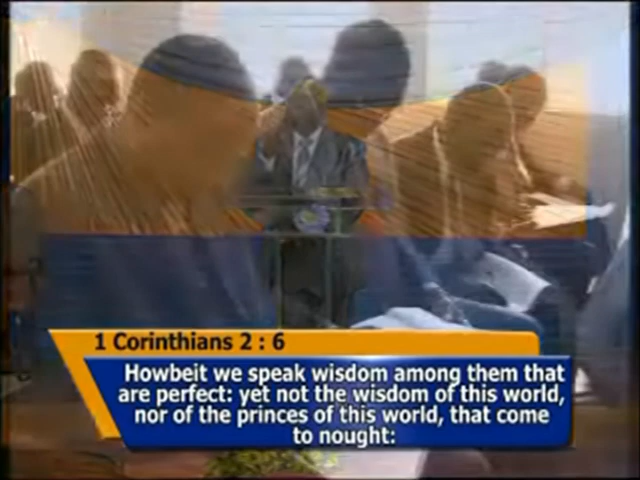 1 Corinthians 2 : 6
Howbeit we speak wisdom among them that
are perfect: yet not the wisdom of this world,
nor of the princes of this world, that come
to nought: